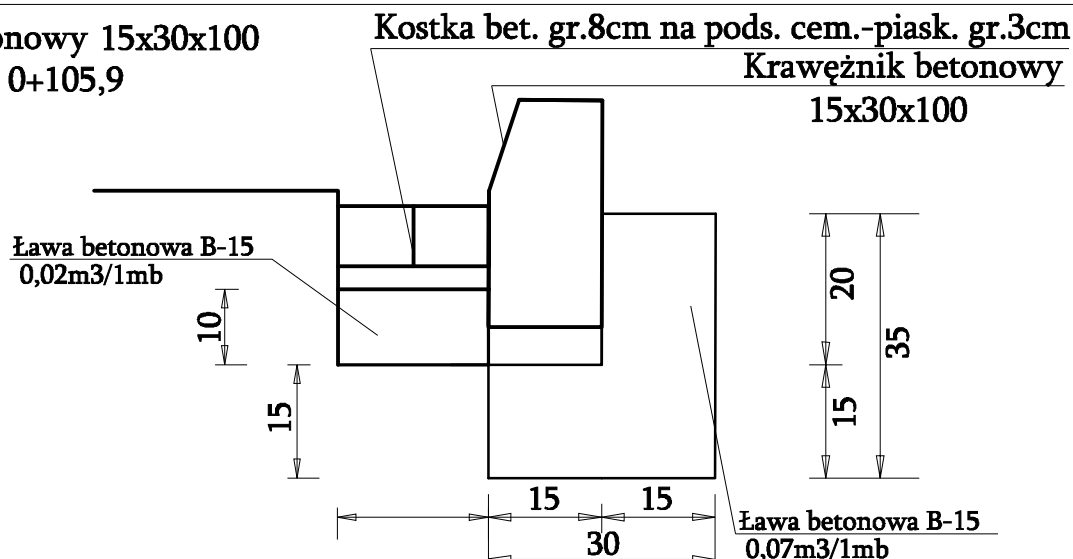 15x30x100
0+105,9
Kostka bet. gr.8cm na pods. cem.-piask. gr.3cm
Krawężnik betonowy
15x30x100
Ława betonowa B-15
0,02m3/1mb
10
15
20
35
15
15
15
30
Ława betonowa B-15
0,07m3/1mb